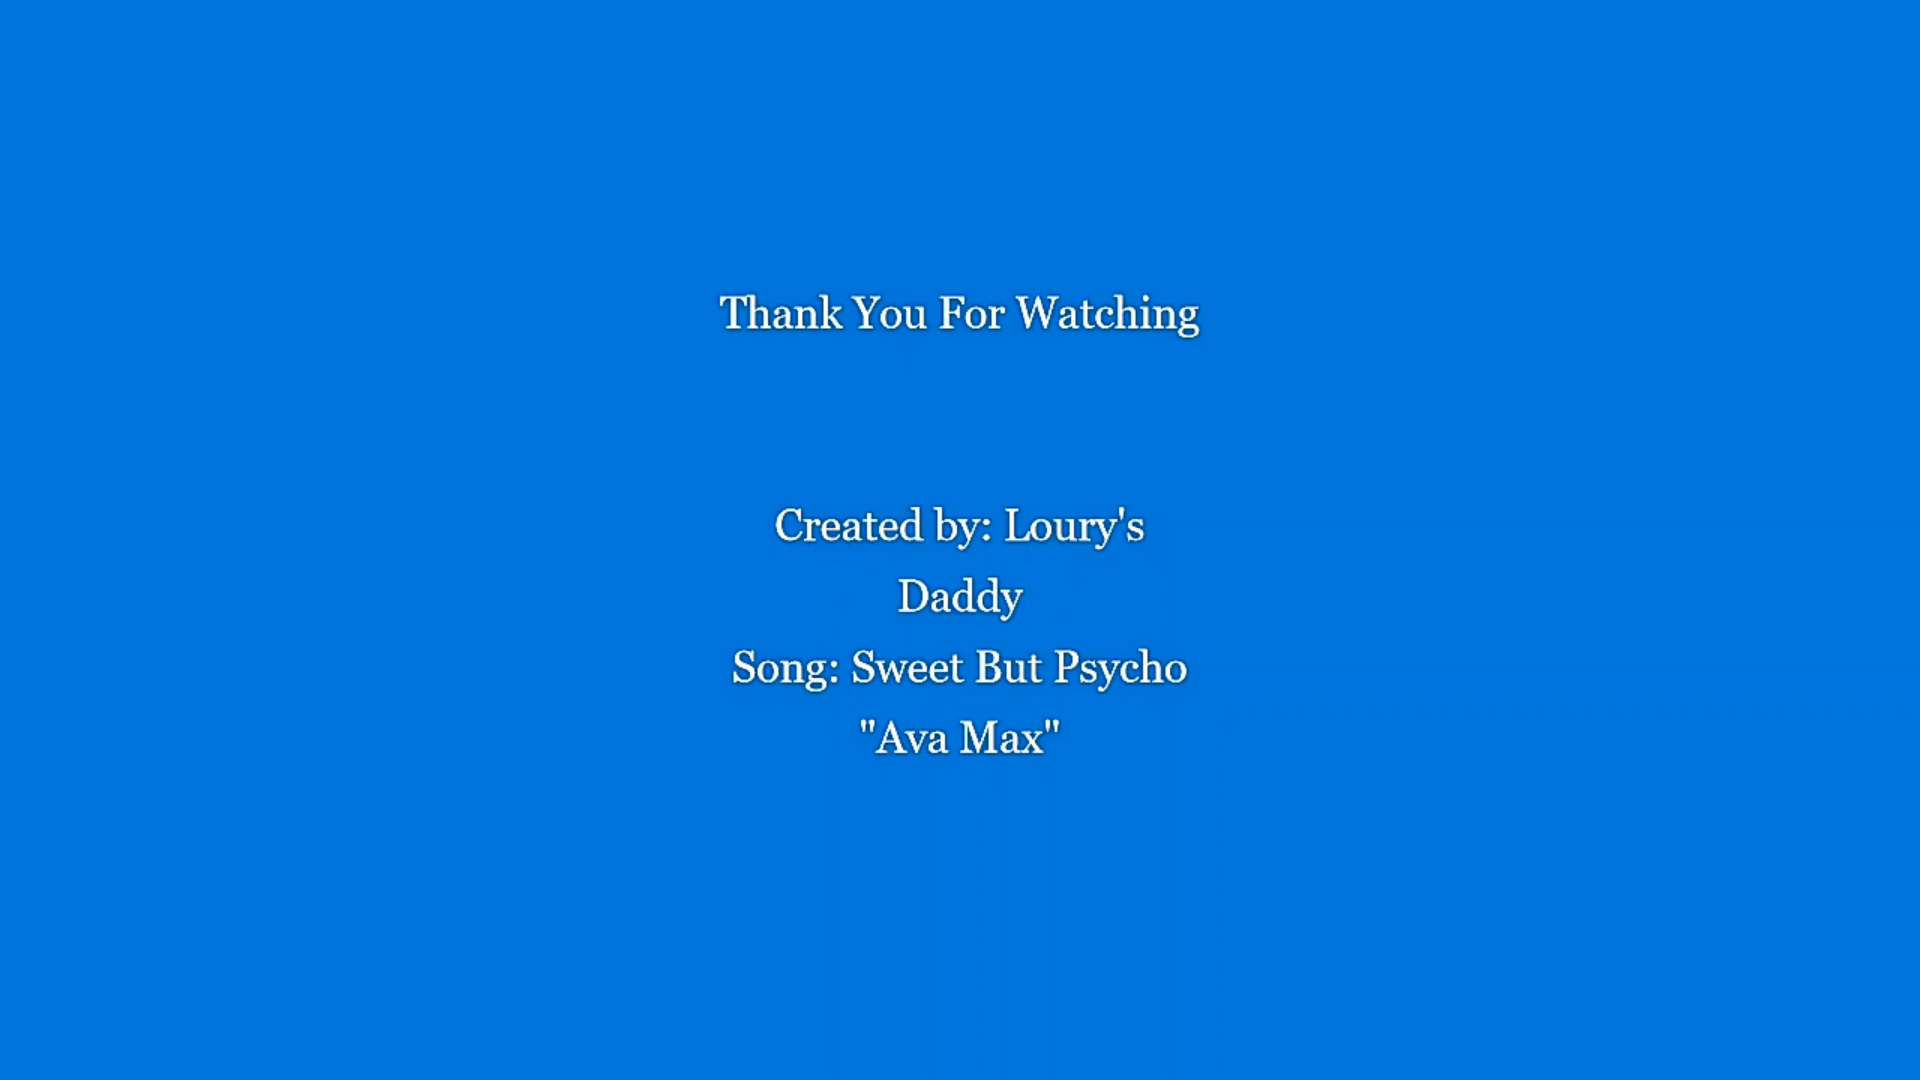 Thank You For Watching
Created by: Loury's
Daddy
Song: Sweet But Psycho
"Ava Max"